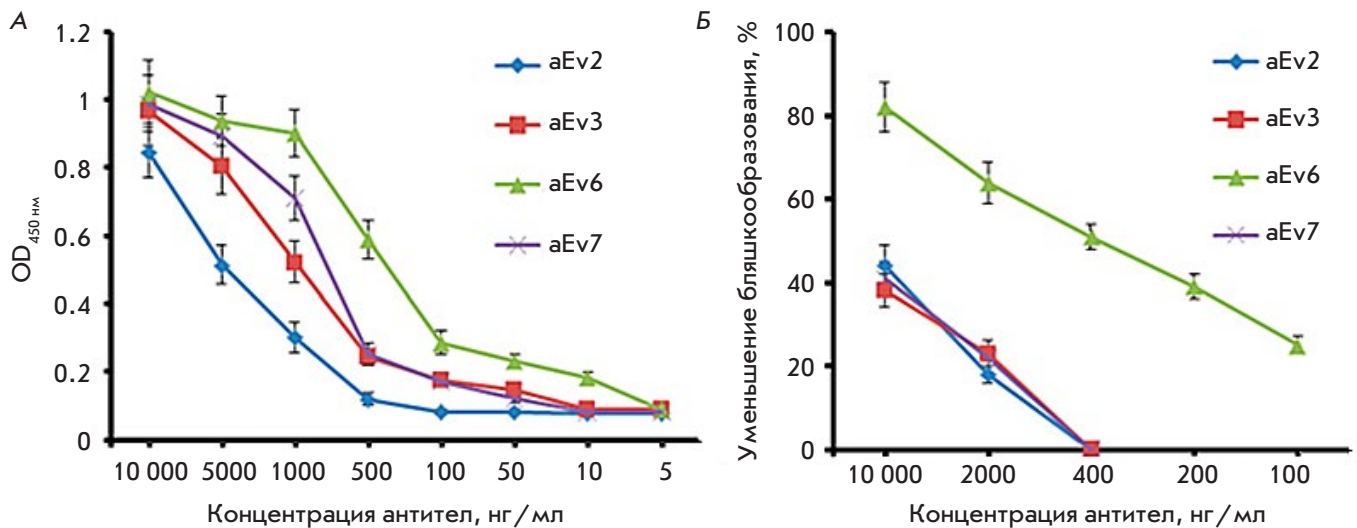 А
1.2
1
0.8
0.6
0.4
0.2
0
OD450 нм
aEv2
aEv3
aEv6
aEv7
10 000 5000 1000 500 100 50 10 5
Концентрация антител, нг/мл
Б
100
80
60
40
20
0
Уменьшение бляшкообразования, %
aEv2
aEv3
aEv6
aEv7
10 000 2000 400 200 100
Концентрация антител, нг/мл